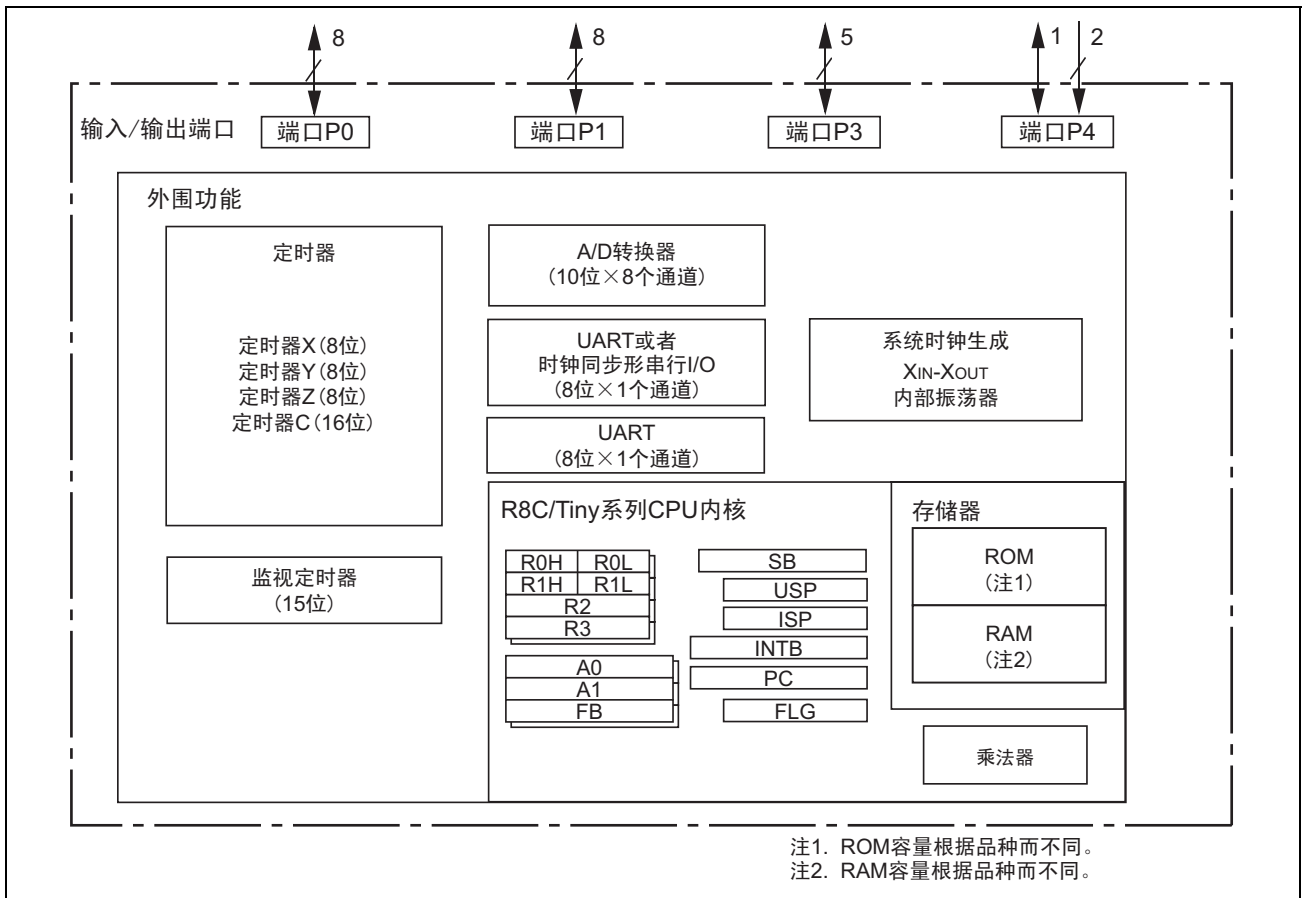 8
8
5
1
2
输入/输出端口
端口P0
端口P1
端口P3
端口P4
外围功能
定时器
定时器X(8位)
定时器Y(8位)
定时器Z(8位)
定时器C(16位)
监视定时器
(15位)
A/D转换器
(10位×8个通道)
UART或者
时钟同步形串行I/O
(8位×1个通道)
UART
(8位×1个通道)
系统时钟生成
XIN-XOUT
内部振荡器
R8C/Tiny系列CPU内核
R0H R0L
R1H R1L
R2
R3
A0
A1
FB
SB
USP
ISP
INTB
PC
FLG
存储器
ROM
(注1)
RAM
(注2)
乘法器
注1. ROM容量根据品种而不同。
注2. RAM容量根据品种而不同。